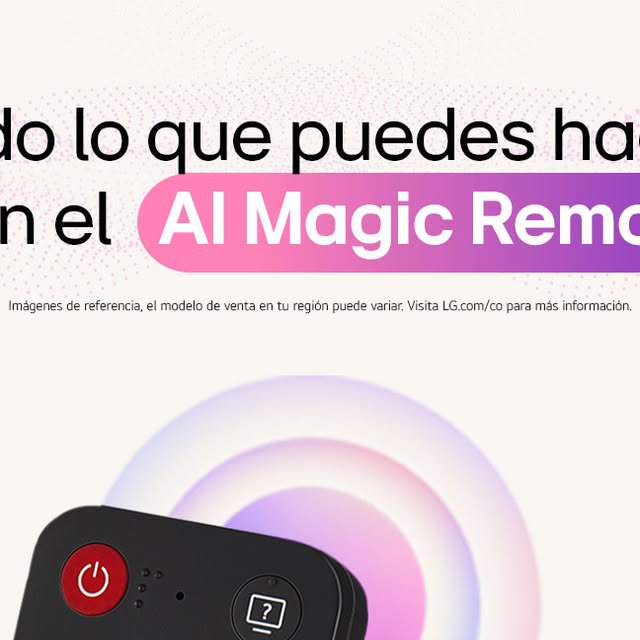 do lo que puedes ha
n el AI Magic Remo
Imágenes de referencia, el modelo de venta en tu región puede variar. Visita LG.com/co para más información.
?